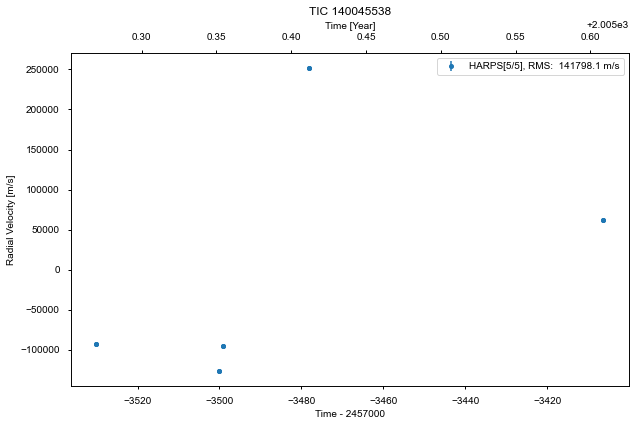 TIC 140045538
Time [Year]
+2.005e3
0.30 0.35 0.40 0.45 0.50 0.55 0.60
HARPS[5/5], RMS:  141798.1 m/s
250000
200000
150000
100000
50000
0
−50000
−100000
Radial Velocity [m/s]
−3520 −3500 −3480 −3460 −3440 −3420
Time - 2457000